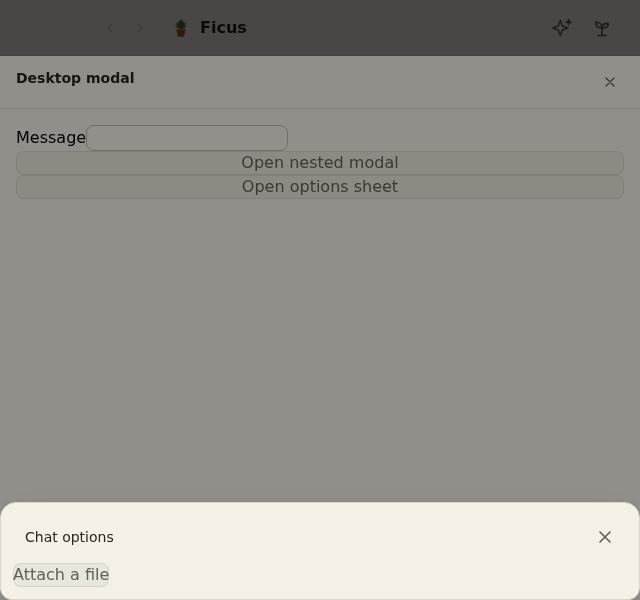 Ficus
Desktop modal
Message
Open nested modal
Open options sheet
Chat options
Attach a file